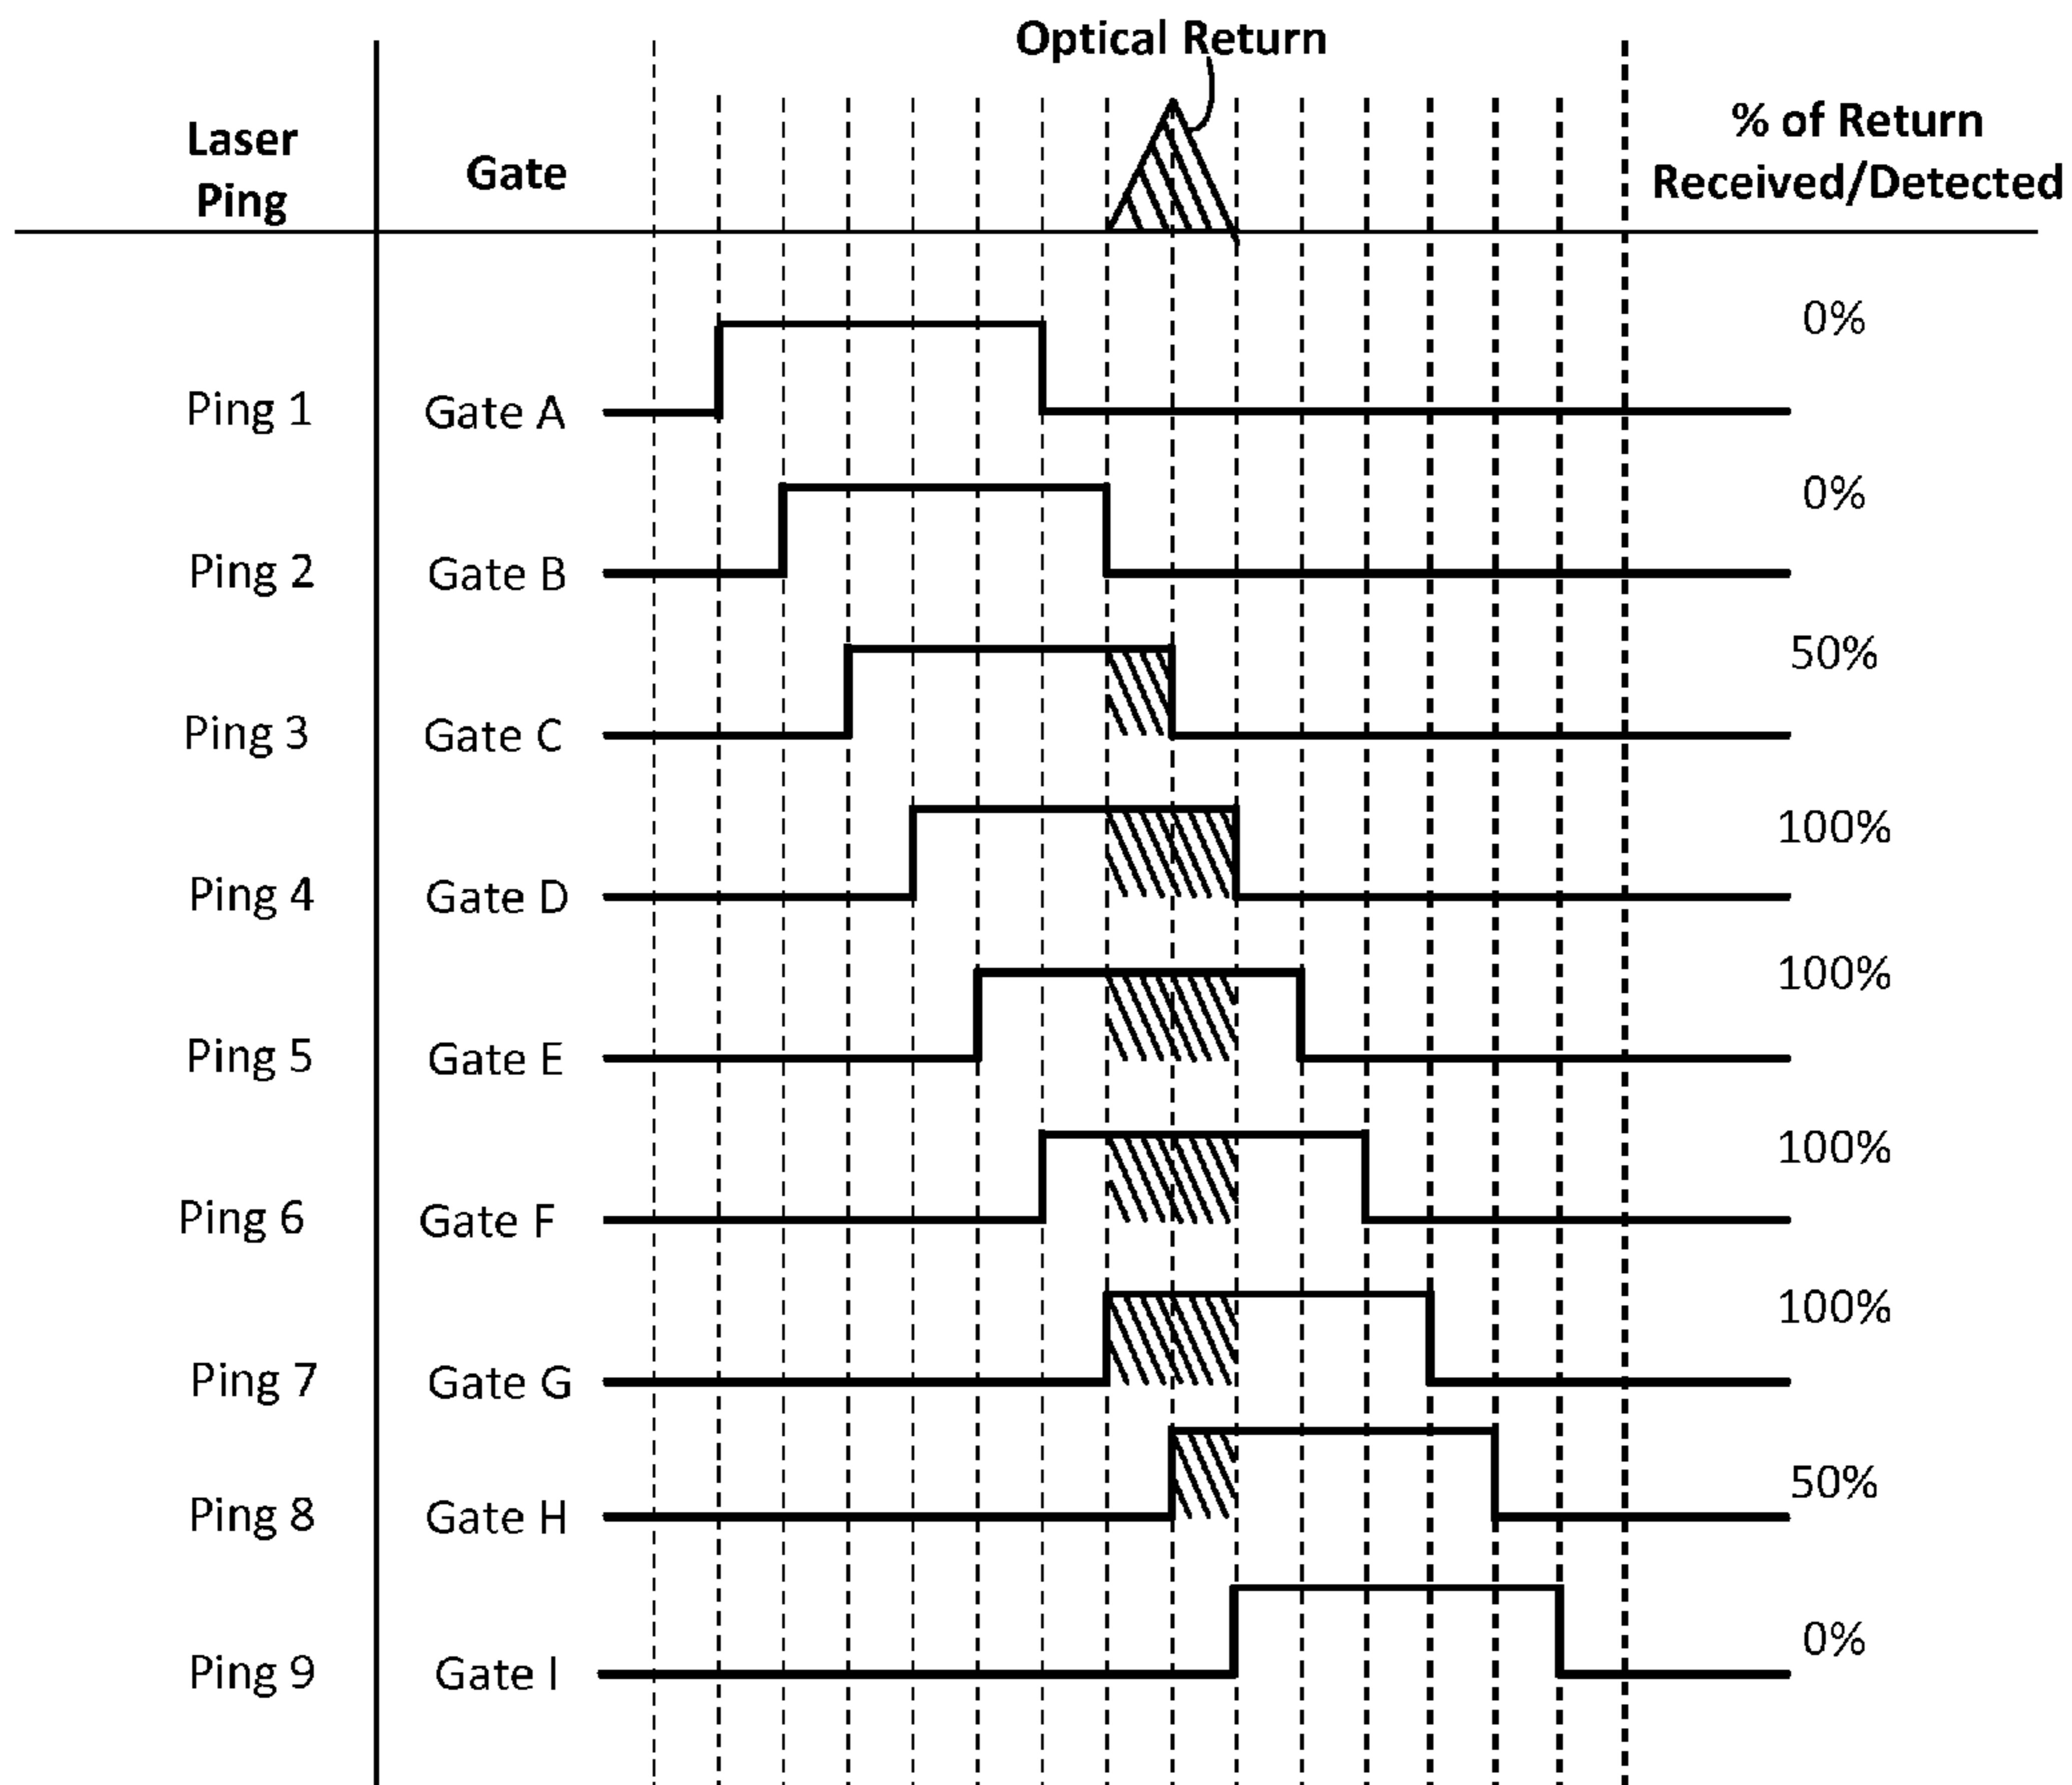 Optical Return
Laser
Ping
Gate
% of Return
Received/Detected
0%
Ping 1 Gate A
0%
Ping 2 Gate B
50%
Ping 3 Gate C
100%
Ping 4 Gate D
100%
Ping 5 Gate E
100%
Ping 6 Gate F
100%
Ping 7 Gate G
50%
Ping 8 Gate H
0%
Ping 9 Gate I